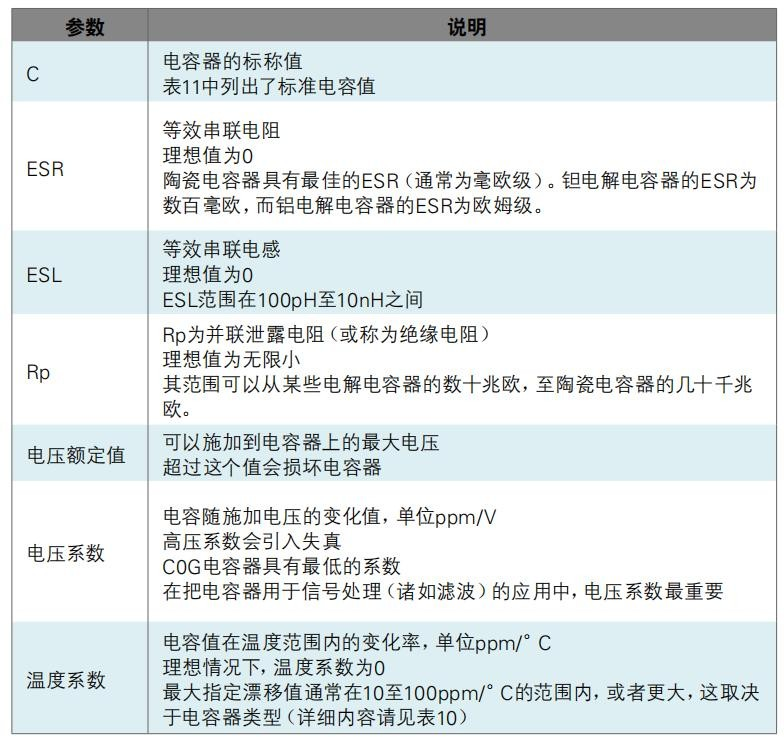 参数 说明
C
电容器的标称值
表11中列出了标准电容值
ESR
等效串联电阻
理想值为0
陶瓷电容器具有最佳的ESR（通常为毫欧级）。钽电解电容器的ESR为
数百毫欧，而铝电解电容器的ESR为欧姆级。
ESL
等效串联电感
理想值为0
ESL范围在100pH至10nH之间
Rp
Rp为并联泄露电阻（或称为绝缘电阻）
理想值为无限小
其范围可以从某些电解电容器的数十兆欧，至陶瓷电容器的几十千兆
欧。
电压额定值
可以施加到电容器上的最大电压
超过这个值会损坏电容器
电压系数
电容随施加电压的变化值，单位ppm/V
高压系数会引入失真
C0G电容器具有最低的系数
在把电容器用于信号处理（诸如滤波）的应用中，电压系数最重要
温度系数
电容值在温度范围内的变化率，单位ppm/° C
理想情况下，温度系数为0
最大指定漂移值通常在10至100ppm/° C的范围内，或者更大，这取决
于电容器类型（详细内容请见表10）